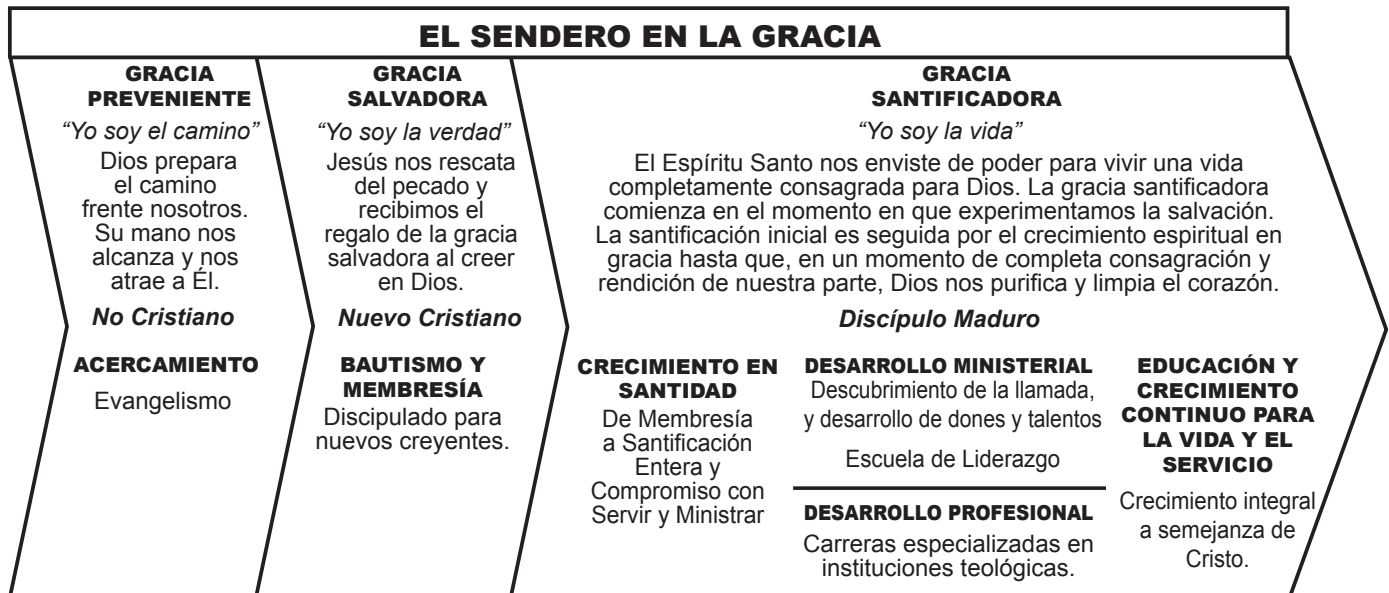 EL SENDERO EN LA GRACIA
GRACIA
PREVENIENTE
“Yo soy el camino”
Dios prepara
el camino
frente nosotros.
Su mano nos
alcanza y nos
atrae a Él.
No Cristiano
ACERCAMIENTO
Evangelismo
GRACIA
SALVADORA
“Yo soy la verdad”
Jesús nos rescata
del pecado y
recibimos el
regalo de la gracia
salvadora al creer
en Dios.
Nuevo Cristiano
BAUTISMO Y
MEMBRESÍA
Discipulado para
nuevos creyentes.
GRACIA
SANTIFICADORA
“Yo soy la vida”
El Espíritu Santo nos enviste de poder para vivir una vida
completamente consagrada para Dios. La gracia santificadora
comienza en el momento en que experimentamos la salvación.
La santificación inicial es seguida por el crecimiento espiritual en
gracia hasta que, en un momento de completa consagración y
rendición de nuestra parte, Dios nos purifica y limpia el corazón.
Discípulo Maduro
CRECIMIENTO EN
SANTIDAD
De Membresía
a Santificación
Entera y
Compromiso con
Servir y Ministrar
DESARROLLO MINISTERIAL
Descubrimiento de la llamada,
y desarrollo de dones y talentos
Escuela de Liderazgo
DESARROLLO PROFESIONAL
Carreras especializadas en
instituciones teológicas.
EDUCACIÓN Y
CRECIMIENTO
CONTINUO PARA
LA VIDA Y EL
SERVICIO
Crecimiento integral
a semejanza de
Cristo.